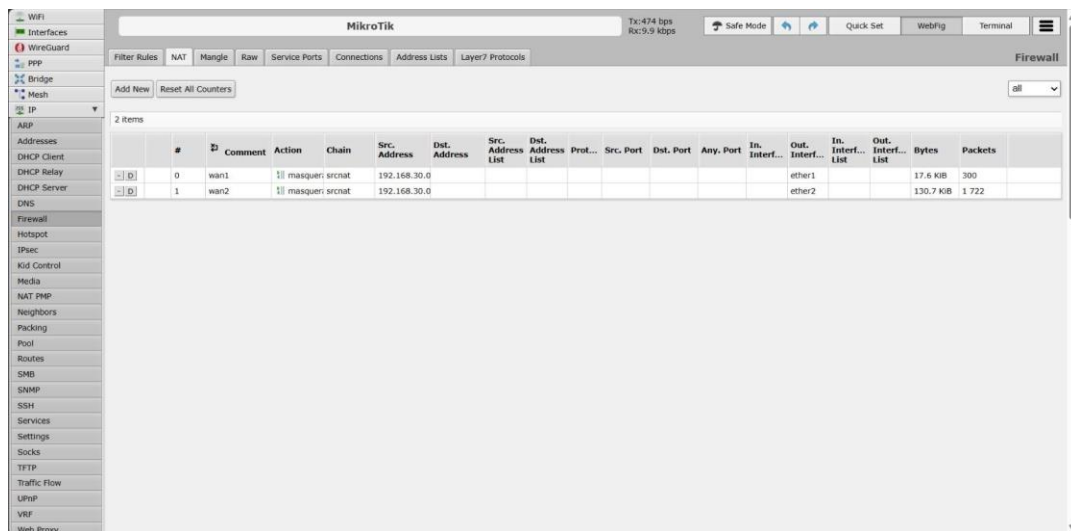 WiFi
Interfaces
WireGuard
PPP
Bridge
Mesh
IP
ARP
Addresses
DHCP Client
DHCP Relay
DHCP Server
DNS
Firewall
Hotspot
IPsec
Kid Control
Media
NAT PMP
Neighbors
Packing
Pool
Routes
SMB
SNMP
SSH
Services
Settings
Socks
TFTP
Traffic Flow
UPnP
VRF
Web Proxy
MikroTik
Tx:474 bps
Rx:9.9 kbps
Safe Mode Quick Set WebFig Terminal
Filter Rules NAT Mangle Raw Service Ports Connections Address Lists Layer7 Protocols Firewall
Add New Reset All Counters all
2 items
# Comment Action Chain Src. Address Dst. Address Src. Address List Dst. Address List Prot... Src. Port Dst. Port Any. Port In. Interf... Out. Interf... In. Interf... List Out. Interf... List Bytes Packets
- D 0 wan1 masquer: srcnat 192.168.30.0 ether1 17.6 KiB 300
- D 1 wan2 masquer: srcnat 192.168.30.0 ether2 130.7 KiB 1 722